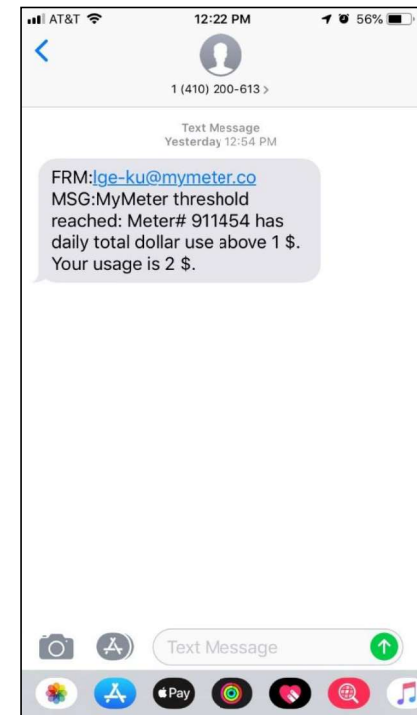 AT&T 12:22 PM 56%
1 (410) 200-613 >
Text Message
Yesterday 12:54 PM
FRM:lge-ku@mymeter.co
MSG:MyMeter threshold
reached: Meter# 911454 has
daily total dollar use above 1 $.
Your usage is 2 $.
Text Message
Pay